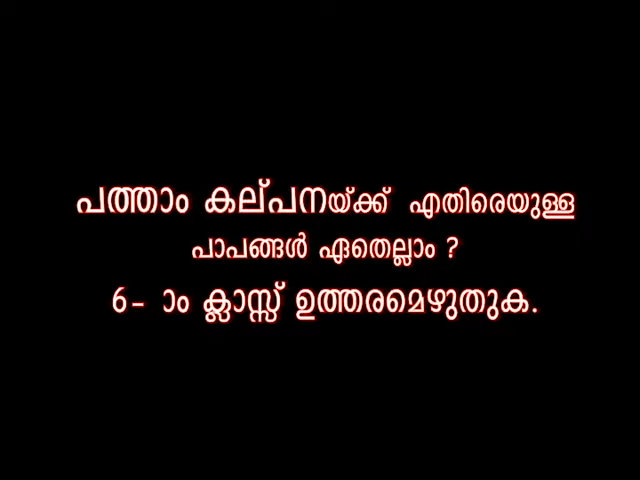 പത്താം കല്പനയ്ക്ക് എതിരെയുള്ള
പാപങ്ങൾ ഏതെല്ലാം ?
6- ാം ക്ലാസ്സ് ഉത്തരമെഴുതുക.